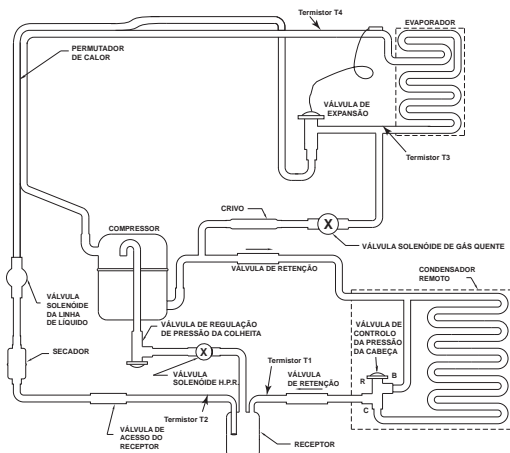 Termistor T4
EVAPORADOR
PERMUTADOR
DE CALOR
VÁLVULA DE
EXPANSÃO
Termistor T3
CRIVO
COMPRESSOR
X
VÁLVULA SOLENÓIDE DE GÁS QUENTE
VÁLVULA DE RETENÇÃO
CONDENSADOR
REMOTO
VÁLVULA
SOLENÓIDE
DA LINHA
DE LÍQUIDO
VÁLVULA DE REGULAÇÃO
DE PRESSÃO DA COLHEITA
VÁLVULA DE
CONTROLO
DA PRESSÃO
DA CABEÇA
SECADOR
X
VÁLVULA
SOLENÓIDE H.P.R.
Termistor T1
VÁLVULA
DE RETENÇÃO
R
B
C
Termistor T2
VÁLVULA DE
ACESO DO
RECEPTOR
RECEPTOR